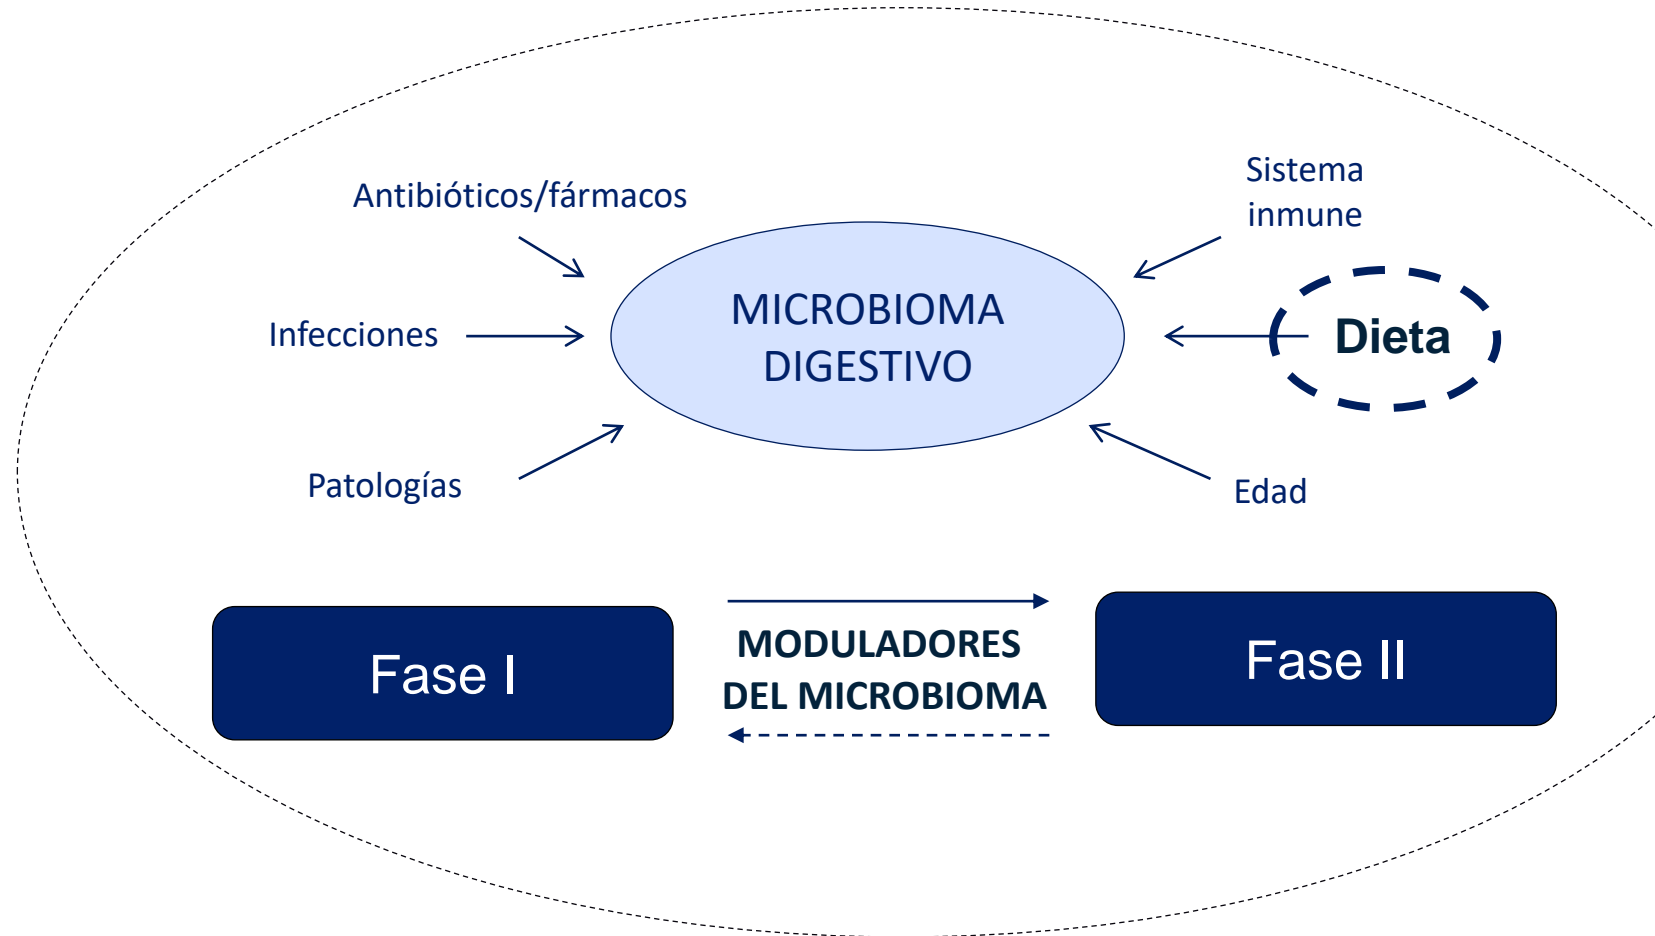 Antibióticos/fármacos
Sistema
inmune
MICROBIOMA
DIGESTIVO
Infecciones
Dieta
Patologías
Edad
Fase I
MODULADORES
DEL MICROBIOMA
Fase II